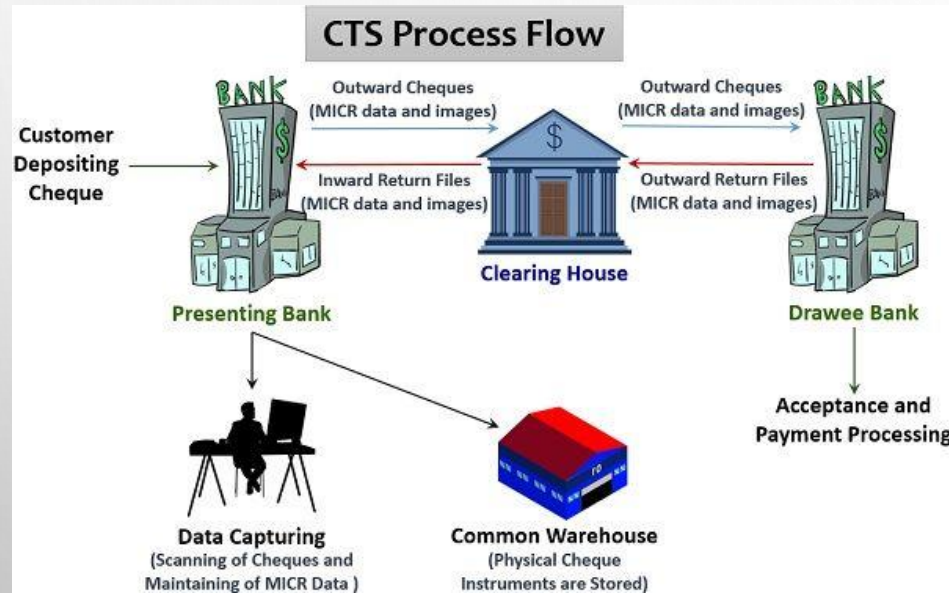 CTS Process Flow
BANK
$
Outward Cheques
(MICR data and images)
$
Outward Cheques
(MICR data and images)
BANK
$
Customer
Depositing
Cheque
Inward Return Files
(MICR data and images)
Outward Return Files
(MICR data and images)
Clearing House
Presenting Bank
Drawee Bank
Acceptance and
Payment Processing
Data Capturing
(Scanning of Cheques and
Maintaining of MICR Data )
Common Warehouse
(Physical Cheque
Instruments are Stored)